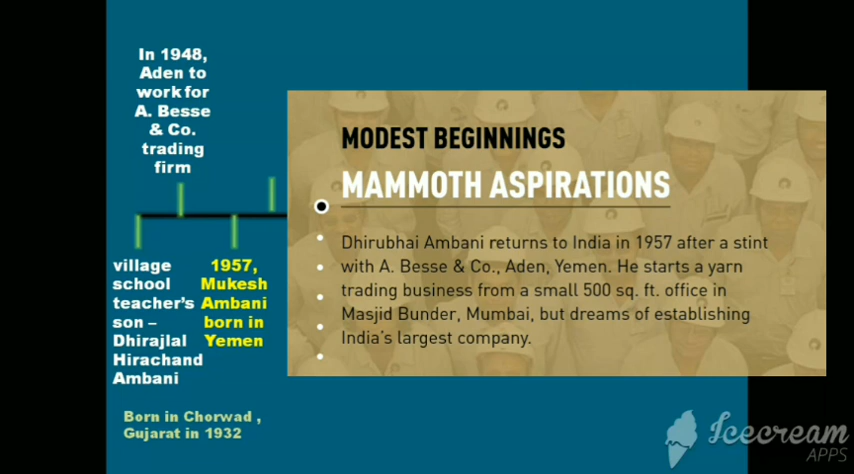 In 1948,
Aden to
work for
A. Besse
& Co.
trading
firm
village
school
teacher's
son –
Dhirajlal
Hirachand
Ambani
1957,
Mukesh
Ambani
born in
Yemen
Born in Chorwad ,
Gujarat in 1932
MODEST BEGINNINGS
MAMMOTH ASPIRATIONS
Dhirubhai Ambani returns to India in 1957 after a stint
with A. Besse & Co., Aden, Yemen. He starts a yarn
trading business from a small 500 sq. ft. office in
Masjid Bunder, Mumbai, but dreams of establishing
India's largest company.
Icecream
APPS